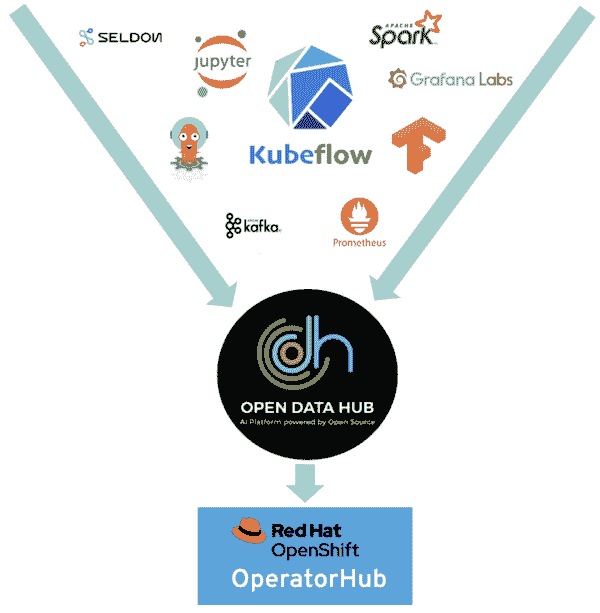 SELDON
jupyter
APACHE
Spark
Grafana Labs
Kubeflow
kafka
Prometheus
OPEN DATA HUB
AI Platform powered by Open Source
Red Hat
OpenShift
OperatorHub